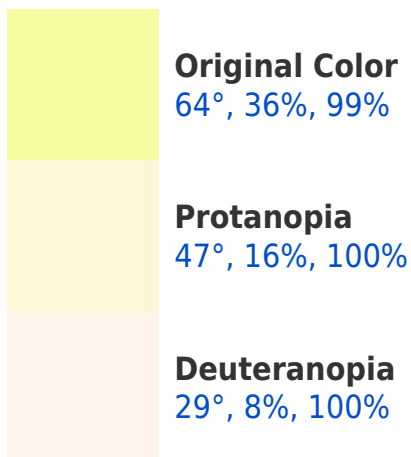 Original Color
64°, 36%, 99%
Protanopia
47°, 16%, 100%
Deuteranopia
29°, 8%, 100%